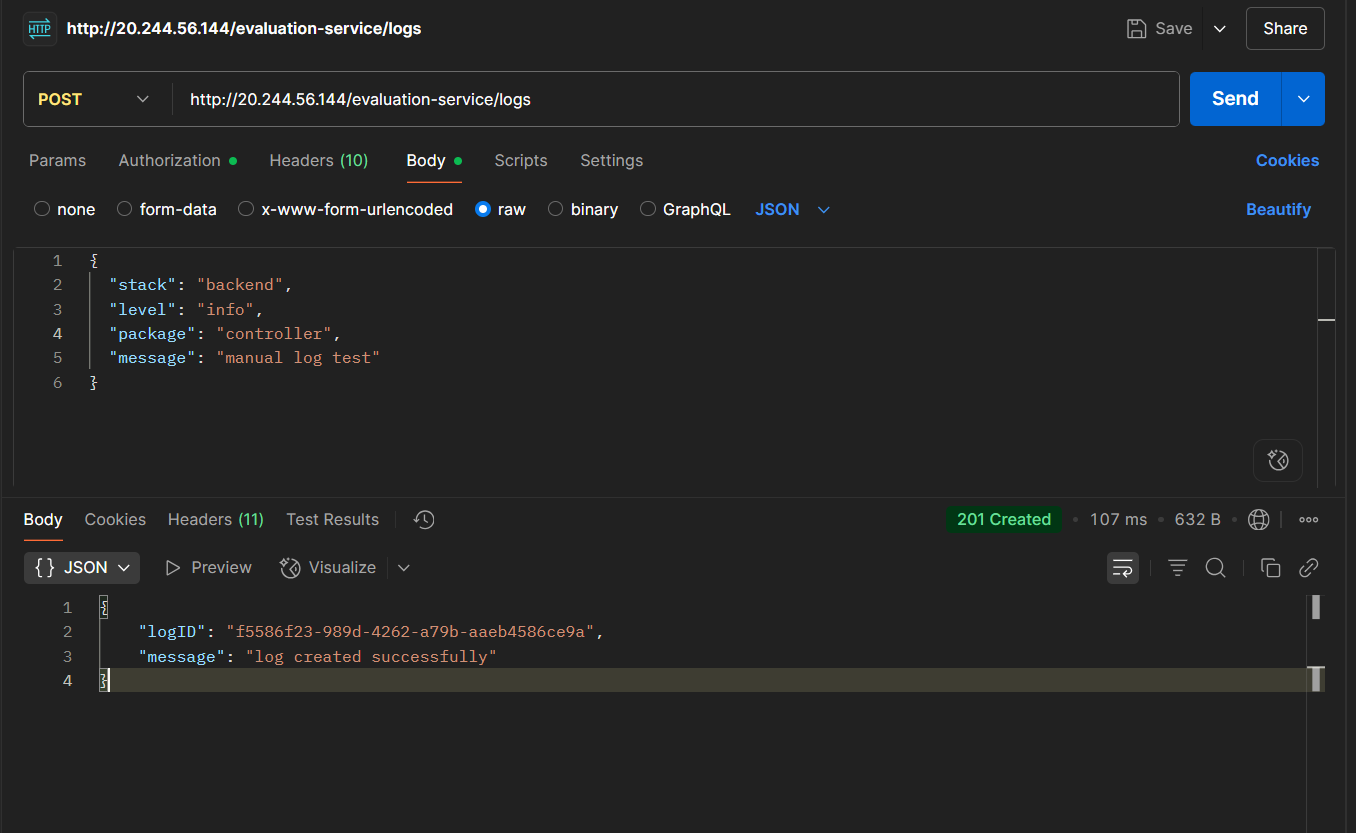 HTTP http://20.244.56.144/evaluation-service/logs Save Share
POST http://20.244.56.144/evaluation-service/logs Send
Params Authorization Headers (10) Body Scripts Settings Cookies
none form-data x-www-form-urlencoded raw binary GraphQL JSON Beautify
1 {
2 "stack": "backend",
3 "level": "info",
4 "package": "controller",
5 "message": "manual log test"
6 }
Body Cookies Headers (11) Test Results 201 Created 107 ms 632 B
{} JSON Preview Visualize
1 {
2 "logID": "f5586f23-989d-4262-a79b-aaeb4586ce9a",
3 "message": "log created successfully"
4 }